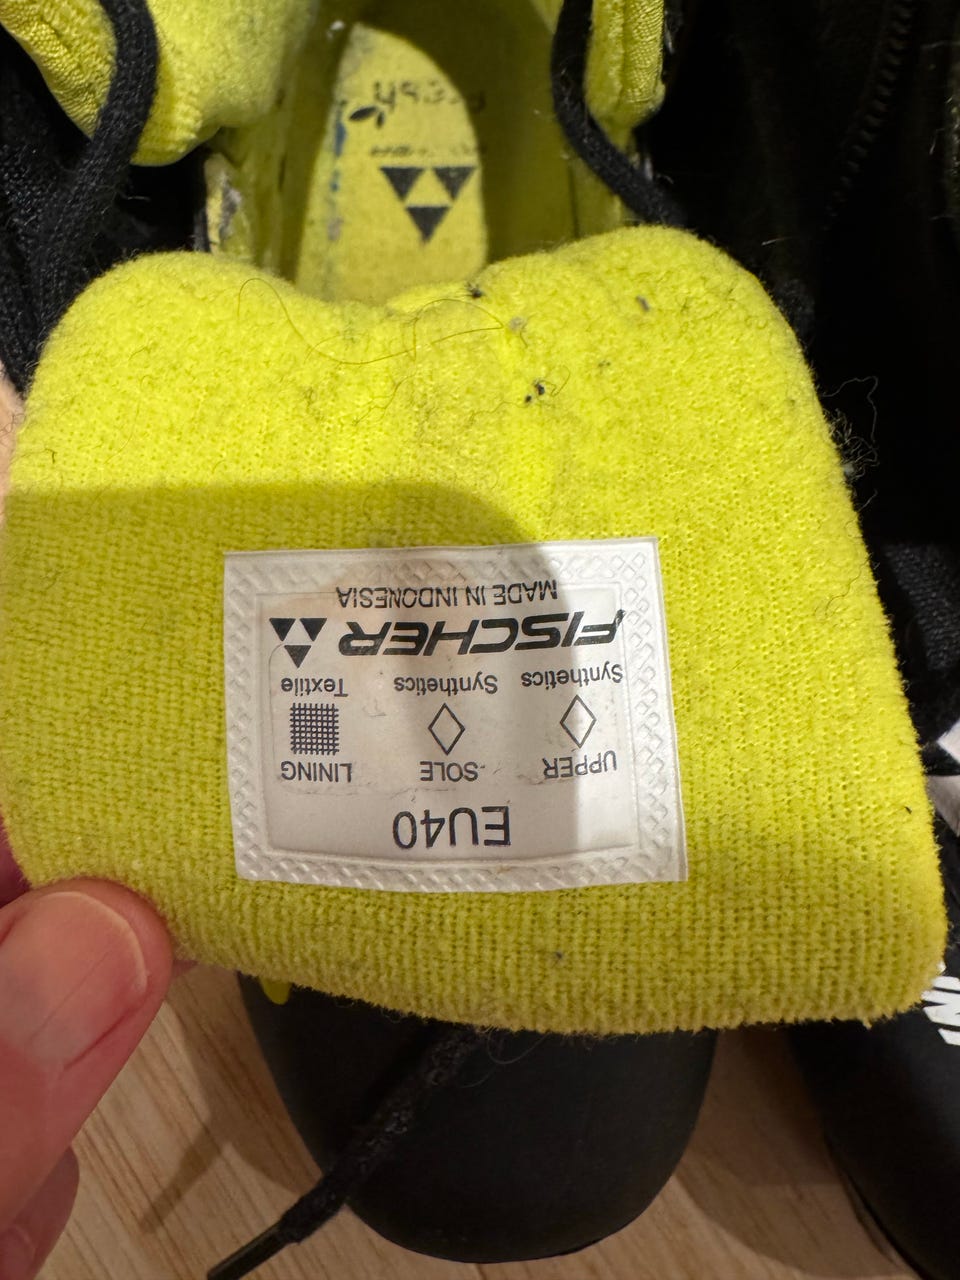 EU40
UPPER SOLE LINING
Synthetics Synthetics Textile
FISCHER
MADE IN INDONESIA